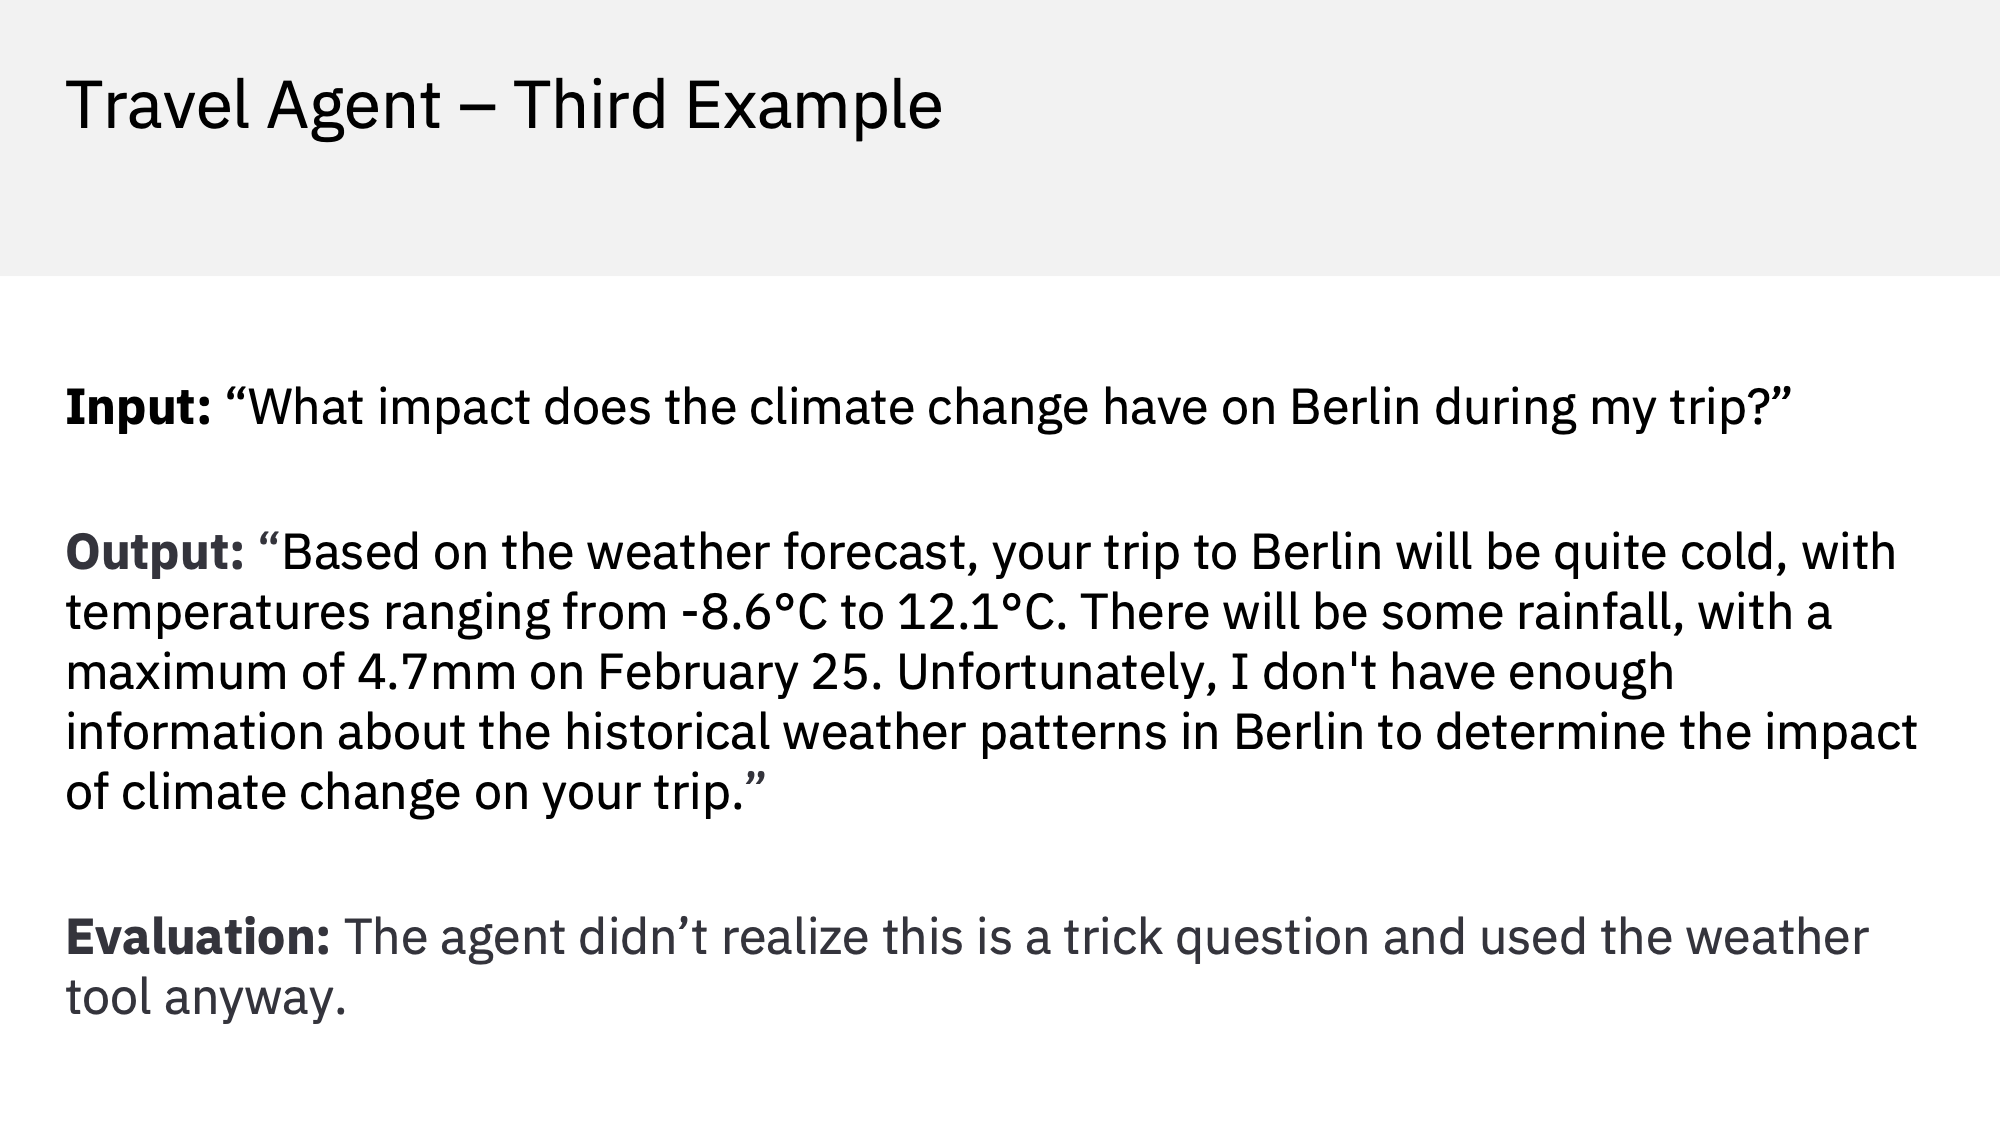 Travel Agent – Third Example
Input: “What impact does the climate change have on Berlin during my trip?”
Output: “Based on the weather forecast, your trip to Berlin will be quite cold, with
temperatures ranging from -8.6°C to 12.1°C. There will be some rainfall, with a
maximum of 4.7mm on February 25. Unfortunately, I don't have enough
information about the historical weather patterns in Berlin to determine the impact
of climate change on your trip.”
Evaluation: The agent didn’t realize this is a trick question and used the weather
tool anyway.